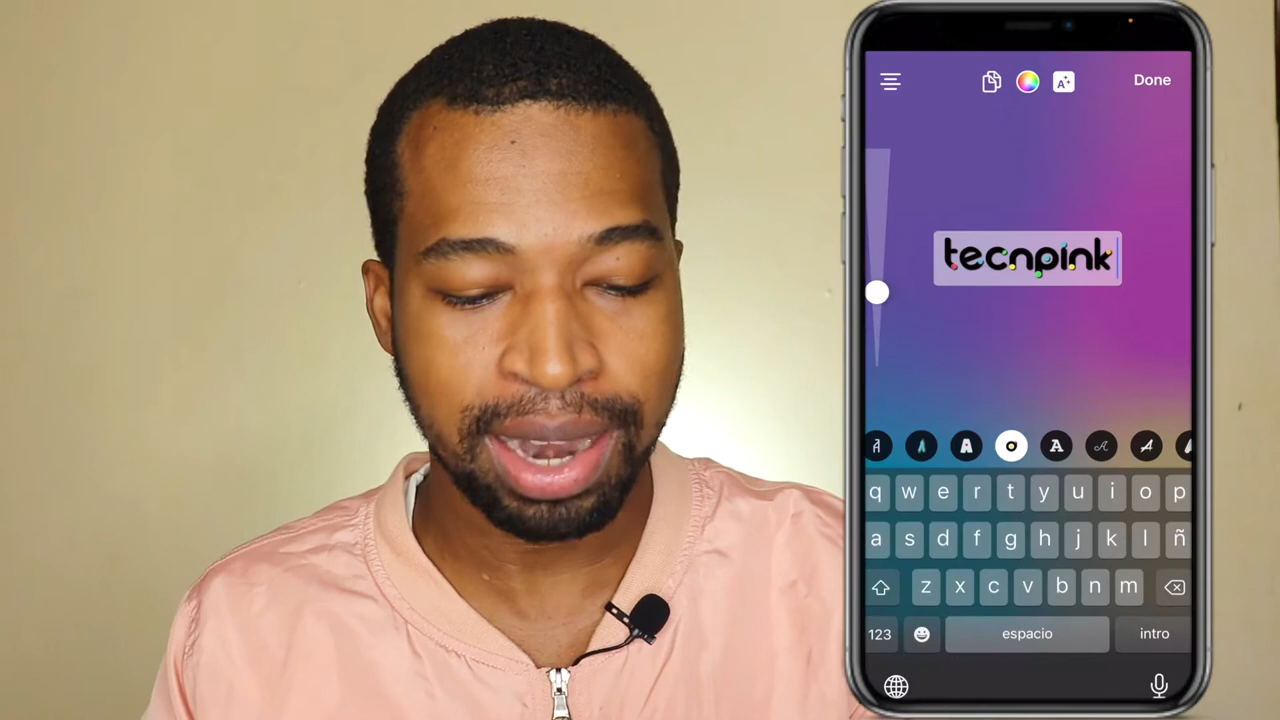 Done
tecnpink
q w e r t y u i o p
a s d f g h j k l ñ
z x c v b n m
123 espacio intro